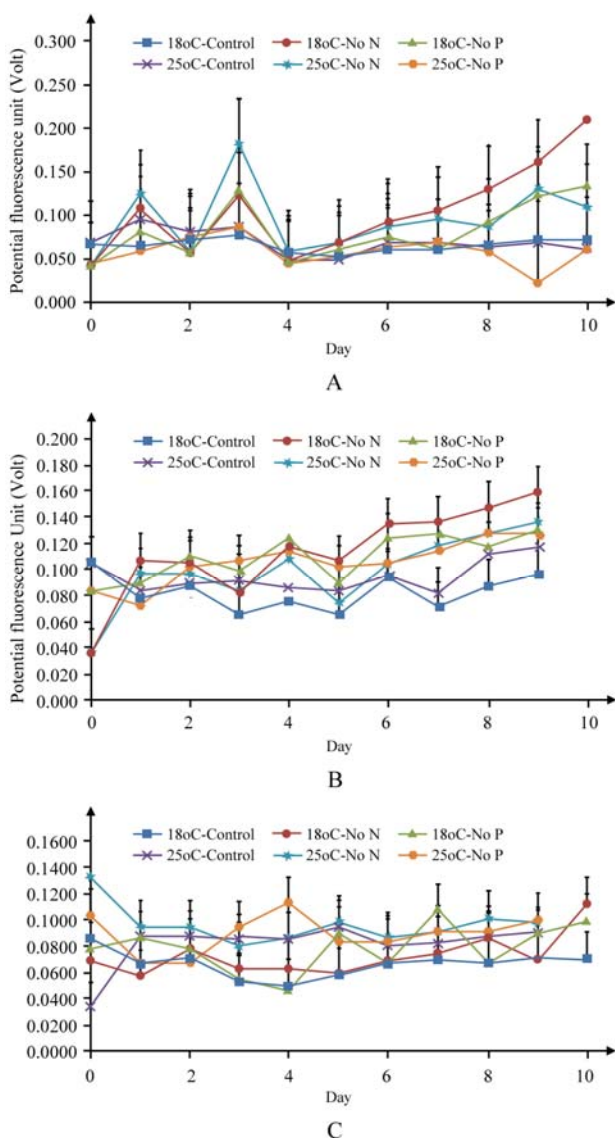 0.300
0.250
0.200
0.150
0.100
0.050
0.000
Potential fluorescence unit (Volt)
18oC-Control 18oC-No N 18oC-No P
25oC-Control 25oC-No N 25oC-No P
0 2 4 6 8 10
Day
A
0.200
0.180
0.160
0.140
0.120
0.100
0.080
0.060
0.040
0.020
0.000
Potential fluorescence Unit (Volt)
18oC-Control 18oC-No N 18oC-No P
25oC-Control 25oC-No N 25oC-No P
0 2 4 6 8 10
Day
B
0.1600
0.1400
0.1200
0.1000
0.0800
0.0600
0.0400
0.0200
0.0000
18oC-Control 18oC-No N 18oC-No P
25oC-Control 25oC-No N 25oC-No P
0 2 4 6 8 10
Day
C